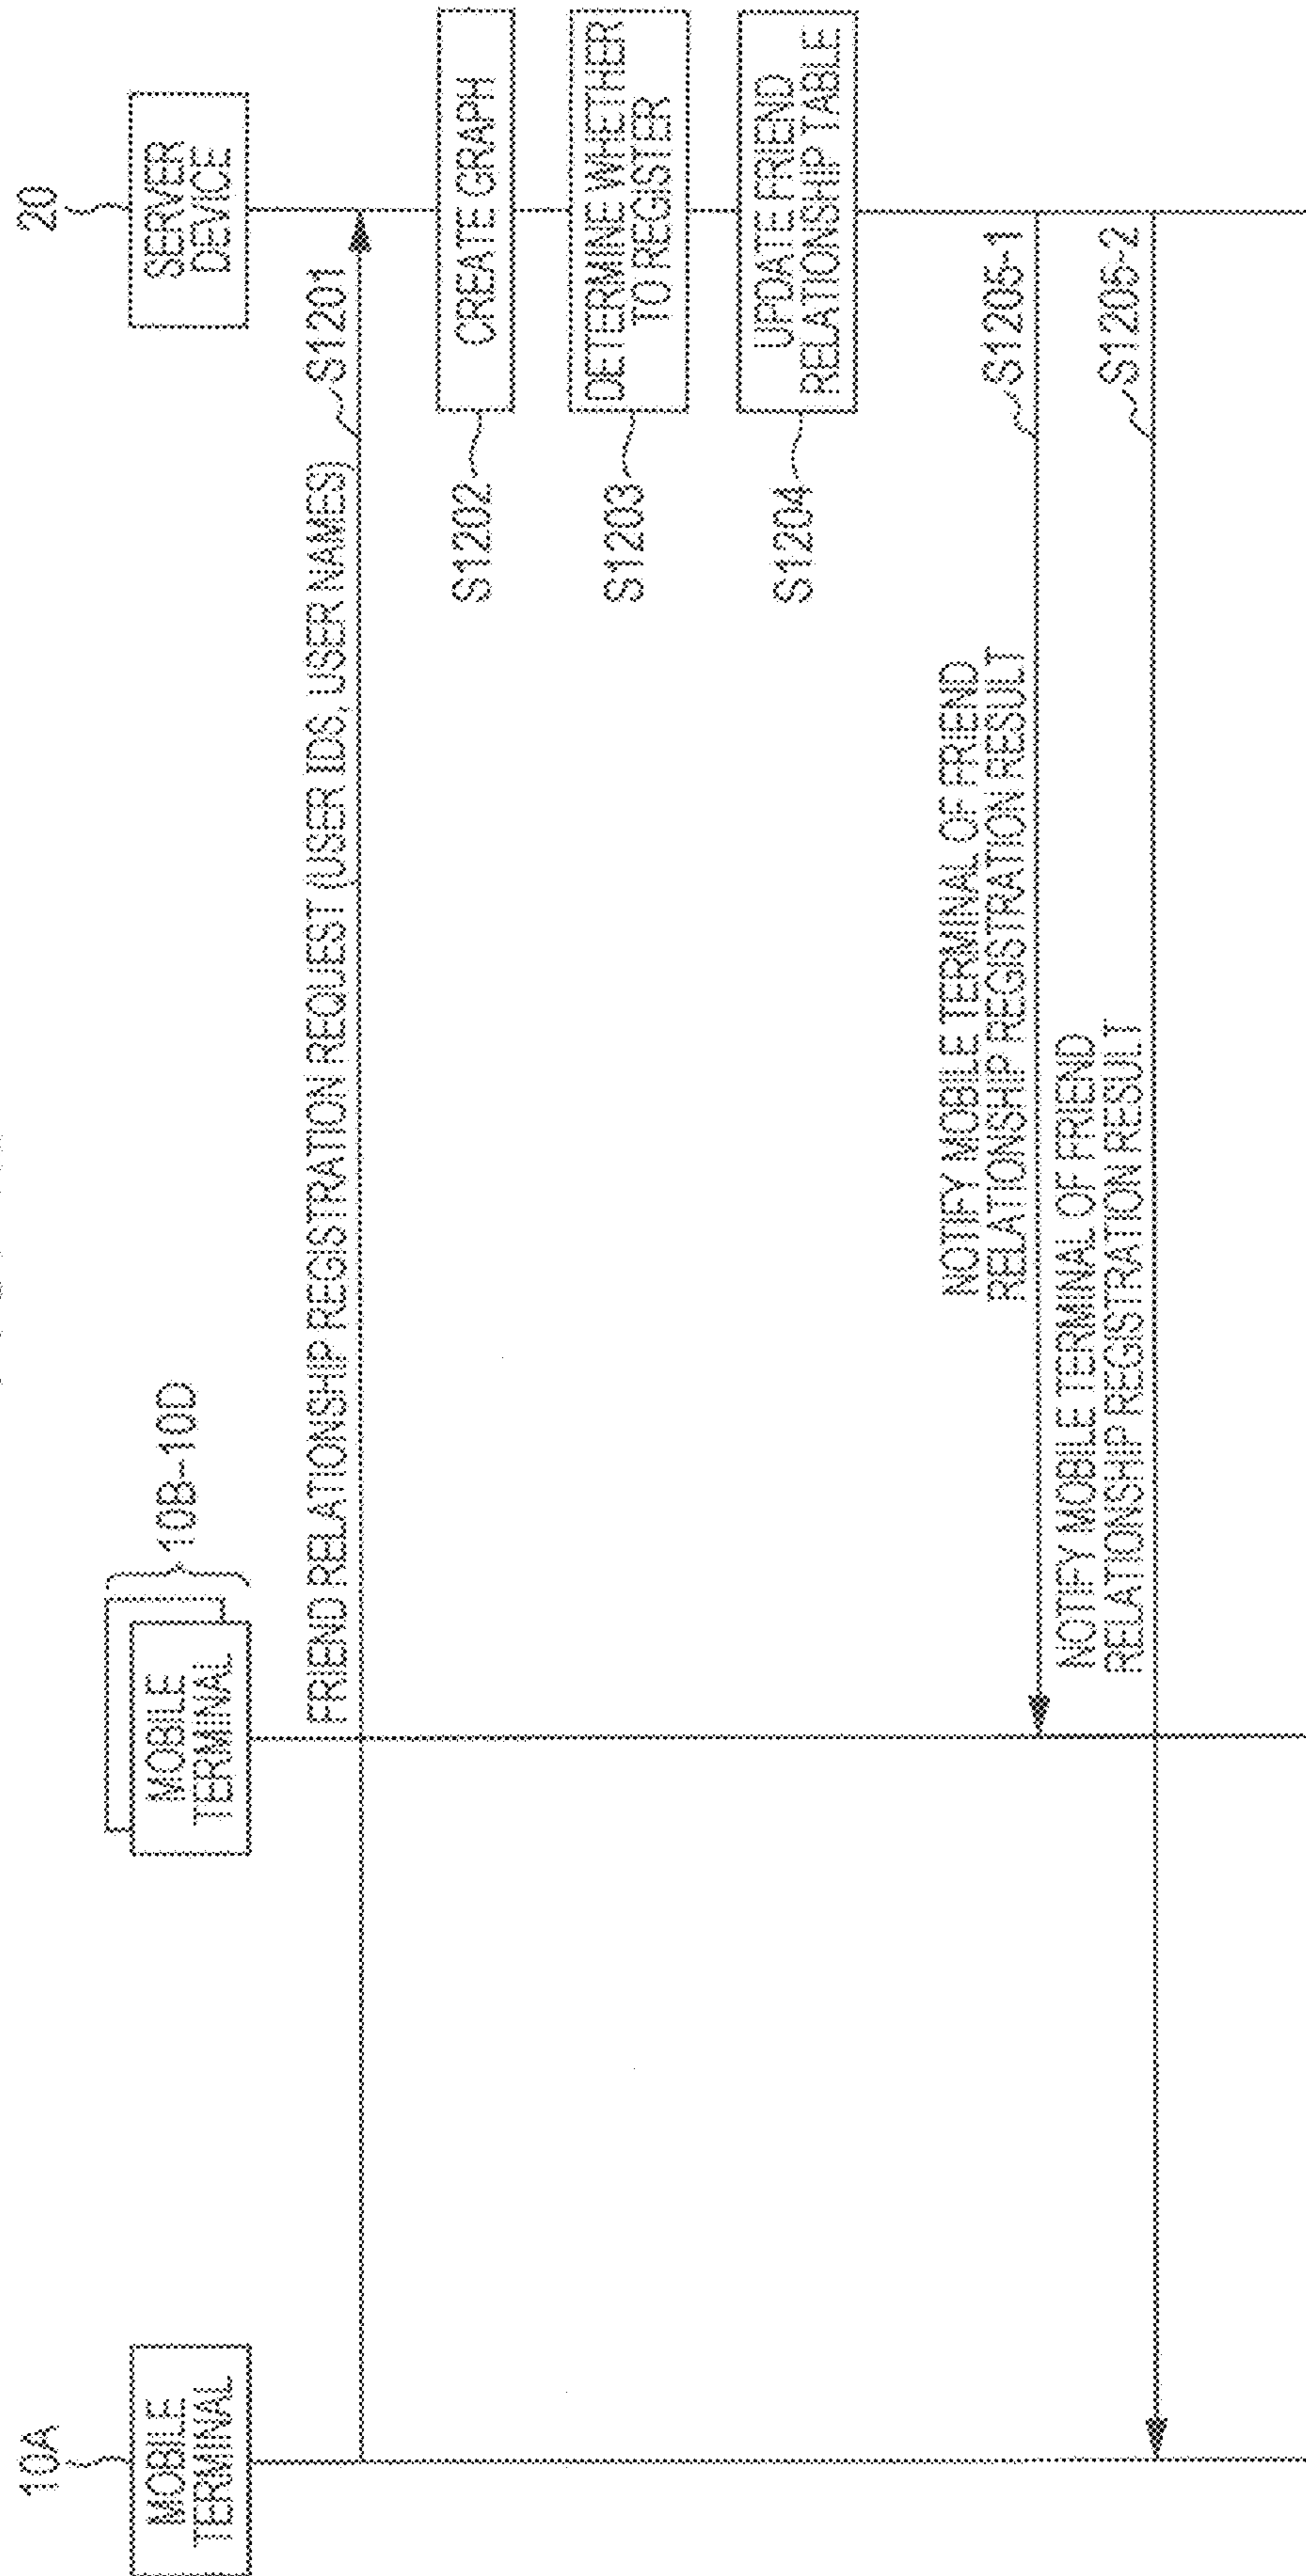 10A
MOBILE
TERMINAL
10B-10D
MOBILE
TERMINAL
20
SERVER
DEVICE
FRIEND RELATIONSHIP REGISTRATION REQUEST (USER IDS, USER NAMES)
S1201
S1202
CREATE GRAPH
S1203
DETERMINE WHETHER
TO REGISTER
S1204
UPDATE FRIEND
RELATIONSHIP TABLE
NOTIFY MOBILE TERMINAL OF FRIEND
RELATIONSHIP REGISTRATION RESULT
S1205-1
NOTIFY MOBILE TERMINAL OF FRIEND
RELATIONSHIP REGISTRATION RESULT
S1205-2